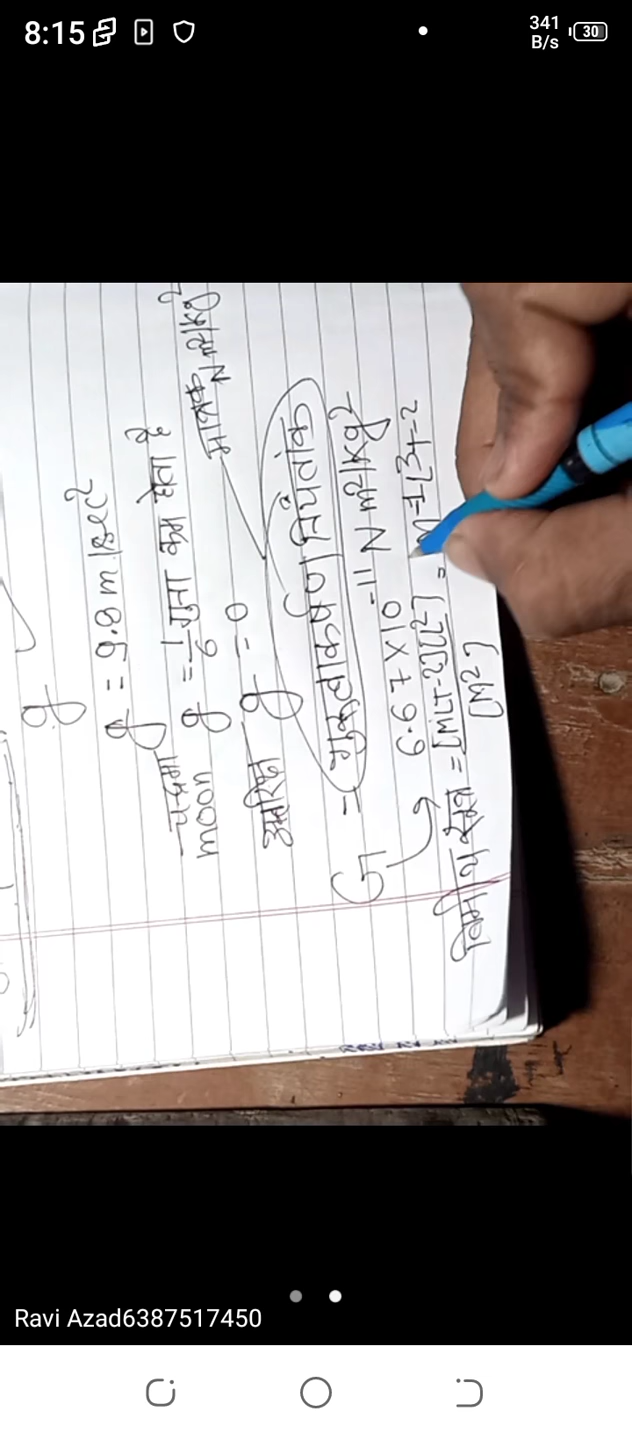 8:15
341 B/s
30
g
g = 9.8 m/sec²
चन्द्रमा
moon g = 1/6 गुना का होता है
अंतरिक्ष g = 0
मात्रक
N m²/kg²
G = गुरुत्वाकर्षण नियतांक
6.67 X 10⁻¹¹ N m²/kg²
विमीय सूत्र = [MLT-2][L2] = M-1L3T-2
[M2]
Ravi Azad6387517450